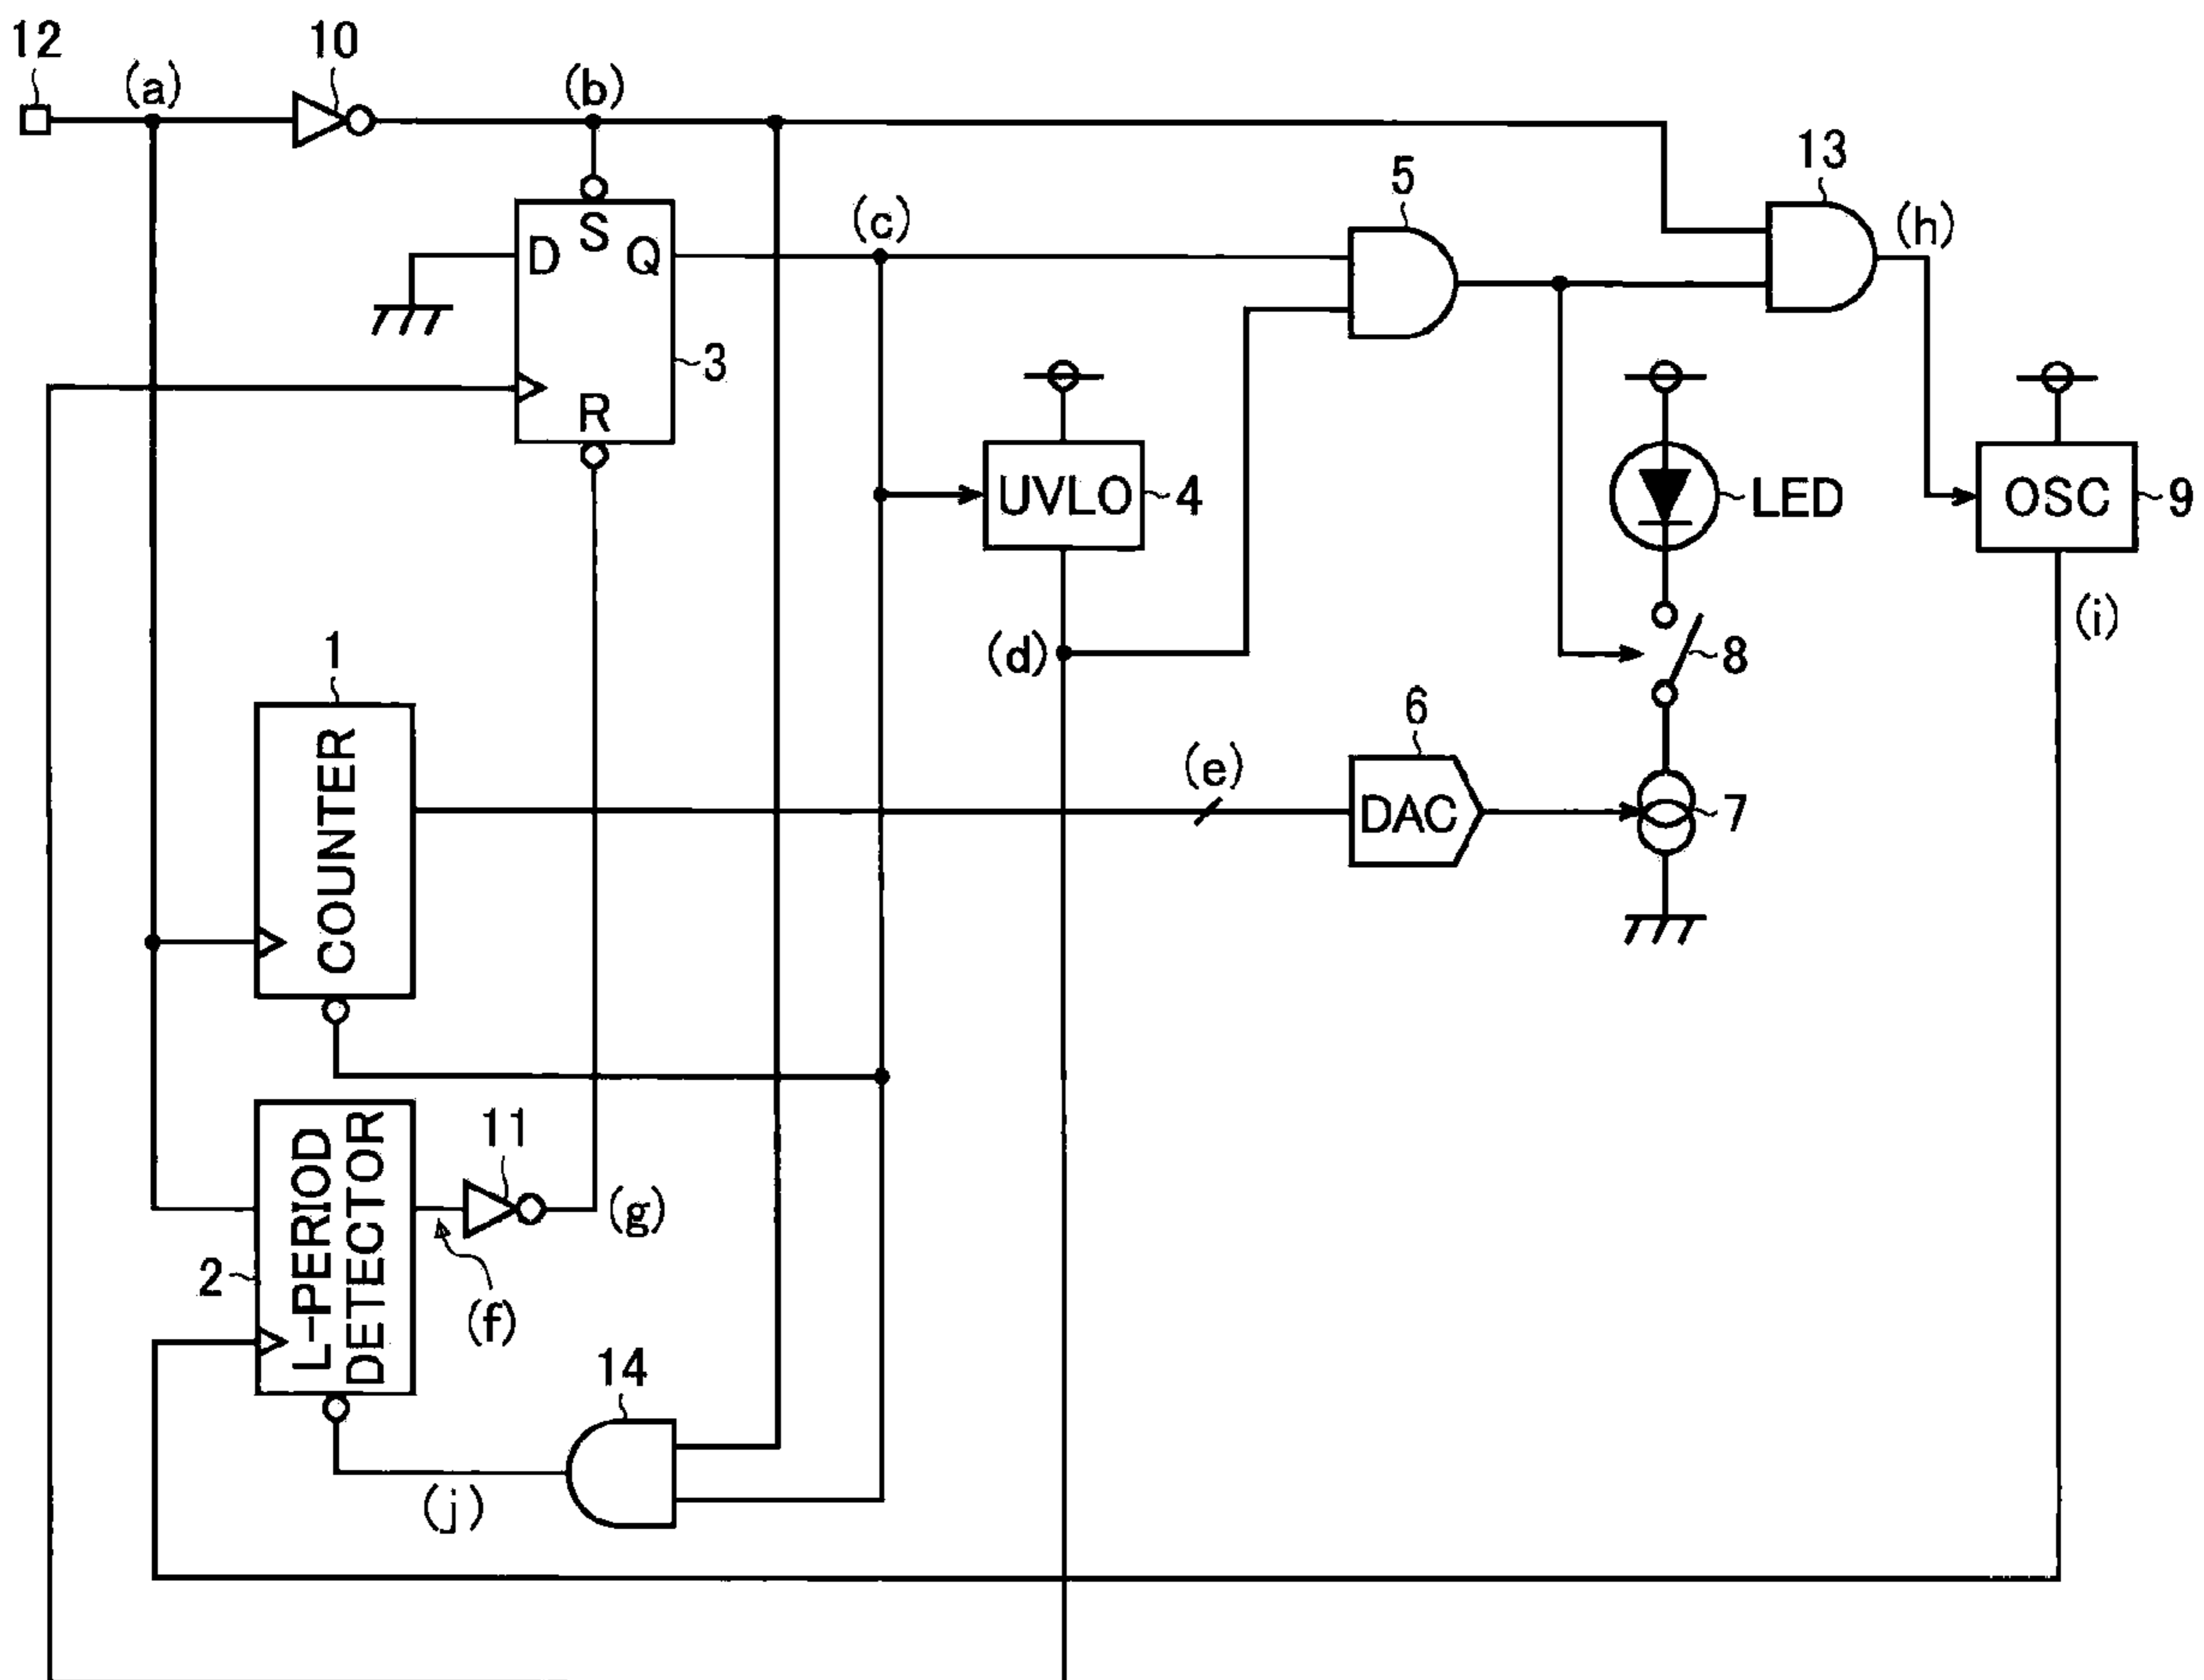 12
(a)
10
(b)
13
5
(h)
(c)
D
S
Q
3
R
UVLO
4
LED
OSC
9
(i)
(d)
8
1
6
(e)
COUNTER
DAC
7
11
L-PERIOD
DETECTOR
(g)
2
(f)
14
(j)